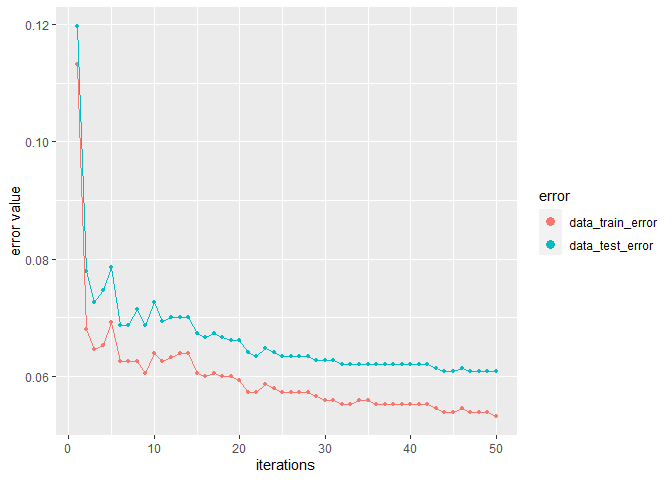 0.12
0.10
0.08
0.06
error value
0 10 20 30 40 50
iterations
error
data_train_error
data_test_error